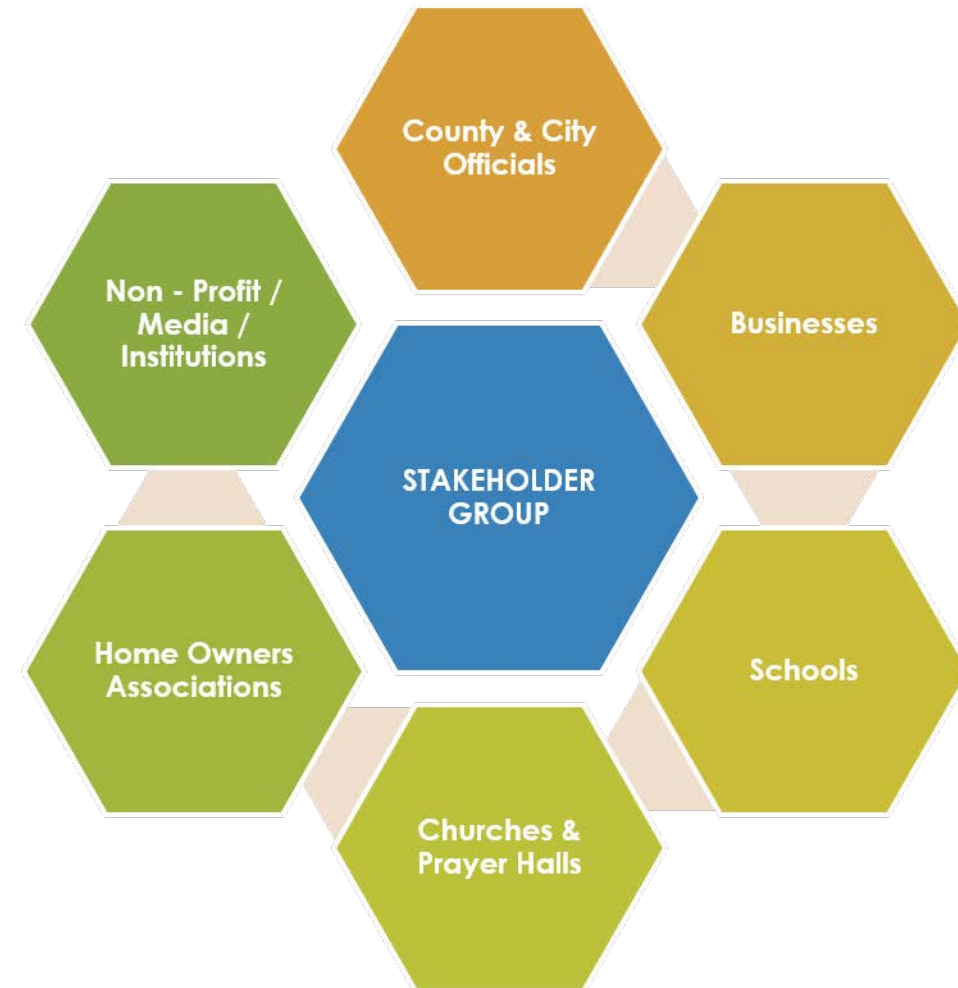 County & City
Officials
Non - Profit /
Media /
Institutions
Businesses
STAKEHOLDER
GROUP
Home Owners
Associations
Schools
Churches &
Prayer Halls